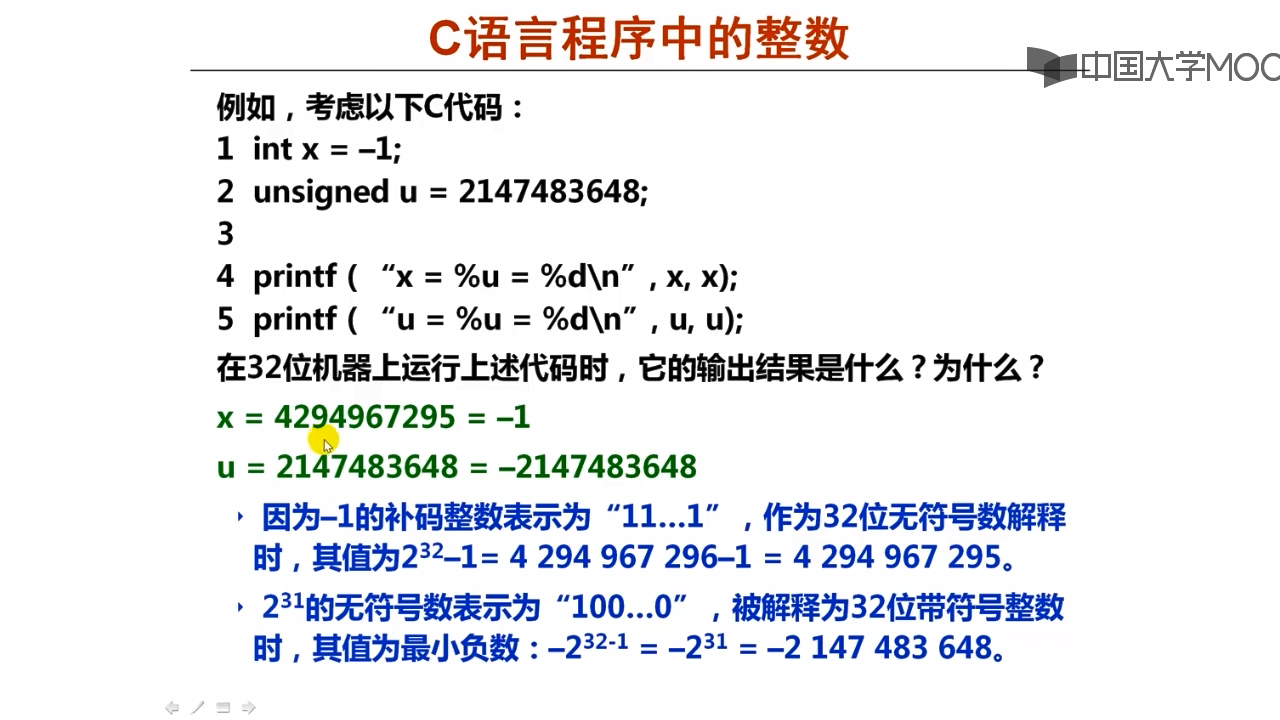 C语言程序中的整数
中国大学MOO
例如，考虑以下C代码：
1 int x = –1;
2 unsigned u = 2147483648;
3
4 printf ( “x = %u = %d\n”, x, x);
5 printf ( “u = %u = %d\n”, u, u);
在32位机器上运行上述代码时，它的输出结果是什么？为什么？
x = 4294967295 = –1
u = 2147483648 = –2147483648
因为–1的补码整数表示为“11…1”，作为32位无符号数解释
时，其值为2³²–1= 4 294 967 296–1 = 4 294 967 295。
2³¹的无符号数表示为“100…0”，被解释为32位带符号整数
时，其值为最小负数：–2³²⁻¹ = –2³¹ = –2 147 483 648。